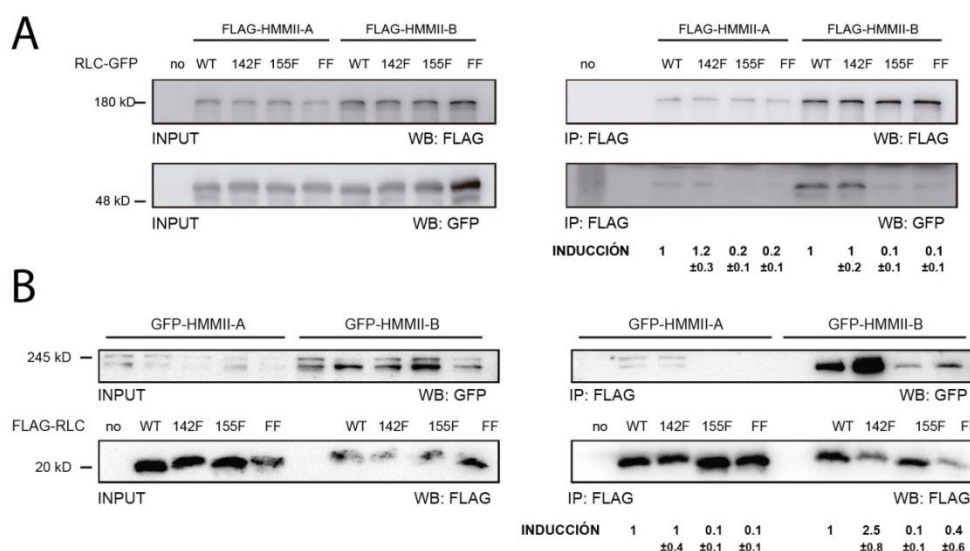 A
FLAG-HMMII-A FLAG-HMMII-B
RLC-GFP no WT 142F 155F FF WT 142F 155F FF
180 kD
INPUT WB: FLAG
48 kD
INPUT WB: GFP
FLAG-HMMII-A FLAG-HMMII-B
no WT 142F 155F FF WT 142F 155F FF
IP: FLAG WB: FLAG
IP: FLAG WB: GFP
INDUCCIÓN 1 1.2 0.2 0.2 1 1 0.1 0.1
±0.3 ±0.1 ±0.1 ±0.2 ±0.1 ±0.1
B
GFP-HMMII-A GFP-HMMII-B
245 kD
INPUT WB: GFP
FLAG-RLC no WT 142F 155F FF WT 142F 155F FF
20 kD
INPUT WB: FLAG
GFP-HMMII-A GFP-HMMII-B
IP: FLAG WB: GFP
no WT 142F 155F FF WT 142F 155F FF
IP: FLAG WB: FLAG
INDUCCIÓN 1 1 0.1 0.1 1 2.5 0.1 0.4
±0.4 ±0.1 ±0.1 ±0.8 ±0.1 ±0.6